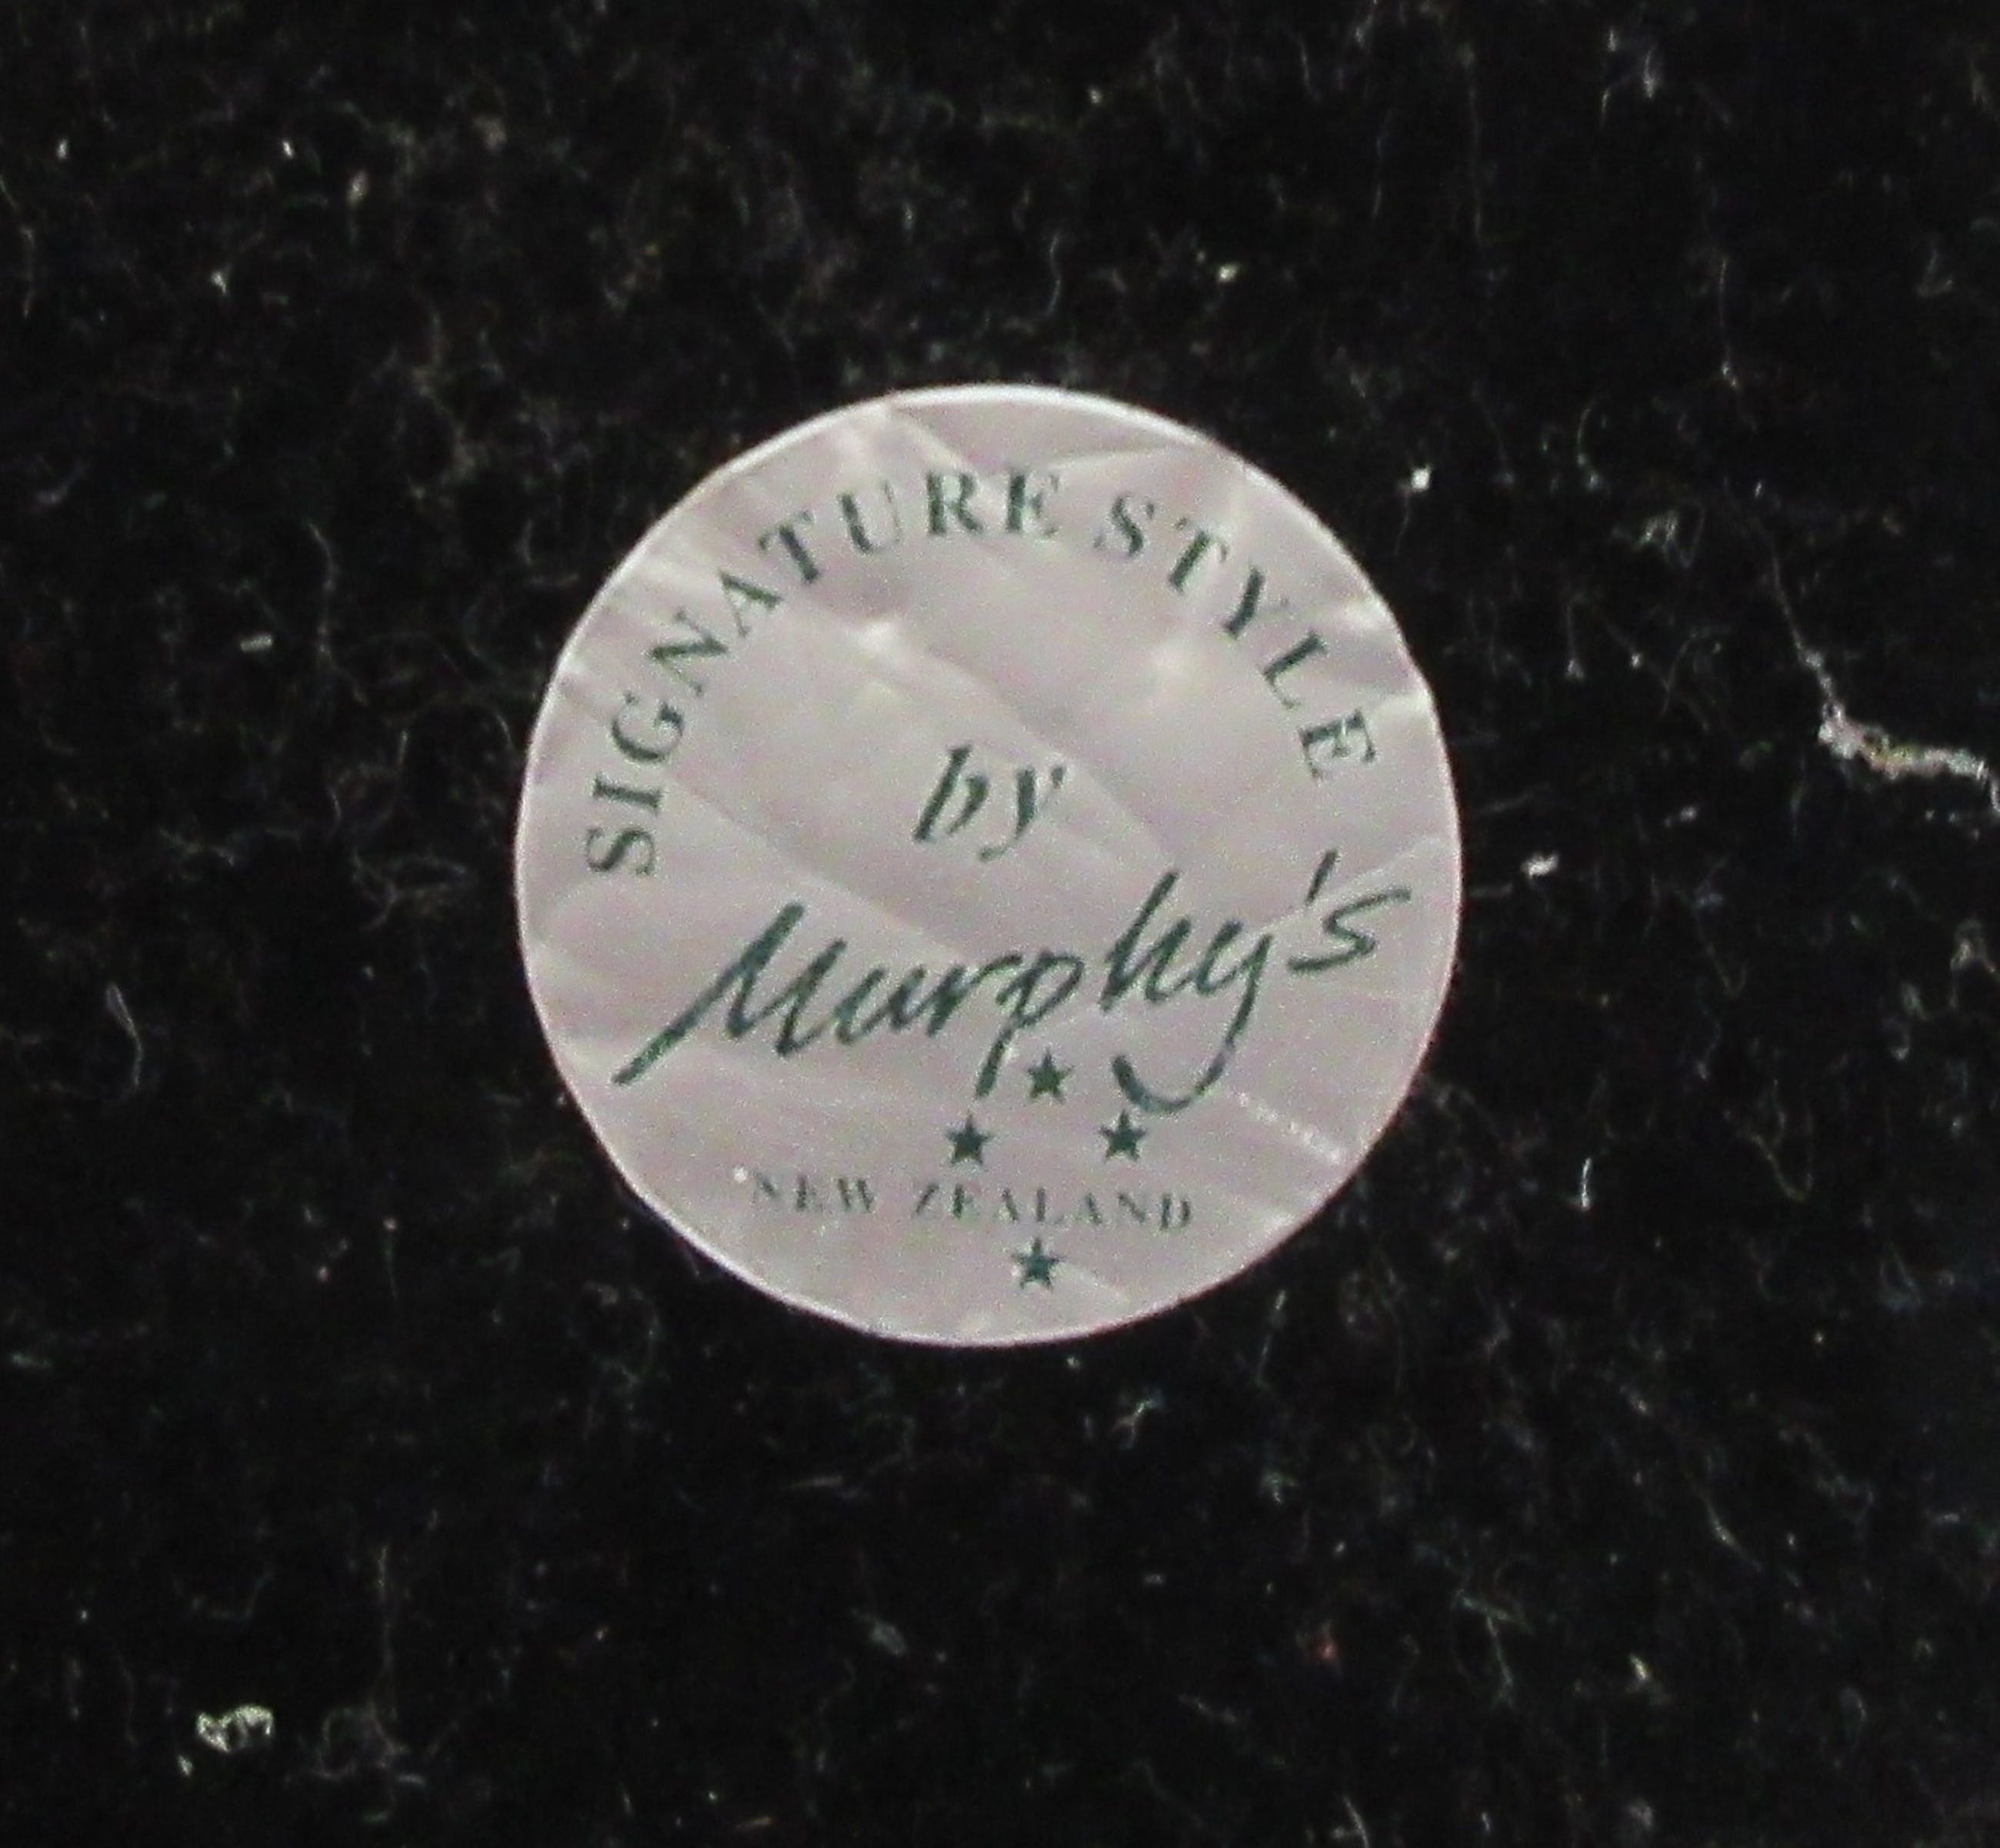 SIGNATURE STYLE
by
Murphy's
NEW ZEALAND